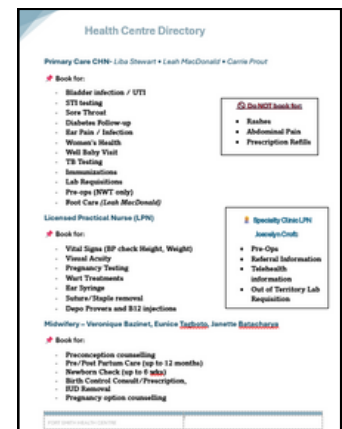 Health Centre Directory
Primary Care CHN- Liba Stewart • Leah MacDonald • Carrie Prout
📌 Book for:
- Bladder infection / UTI
- STI testing
- Sore Throat
- Diabetes Follow-up
- Ear Pain / Infection
- Women's Health
- Well Baby Visit
- TB Testing
- Immunizations
- Lab Requisitions
- Pre-ops (NWT only)
- Foot Care (Leah MacDonald)
🚫 Do NOT book for:
• Rashes
• Abdominal Pain
• Prescription Refills
Licensed Practical Nurse (LPN)
📌 Book for:
- Vital Signs (BP check Height, Weight)
- Visual Acuity
- Pregnancy Testing
- Wart Treatments
- Ear Syringe
- Suture/Staple removal
- Depo Provera and B12 injections
Specialty Clinic LPN
Joscelyn Croft:
• Pre-Ops
• Referral Information
• Telehealth information
• Out of Territory Lab Requisition
Midwifery – Veronique Bazinet, Eunice Tagboto, Janette Batacharya
📌 Book for:
- Preconception counselling
- Pre/Post Partum Care (up to 12 months)
- Newborn Check (up to 6 wks)
- Birth Control Consult/Prescription,
- IUD Removal
- Pregnancy option counselling
FORT SMITH HEALTH CENTRE